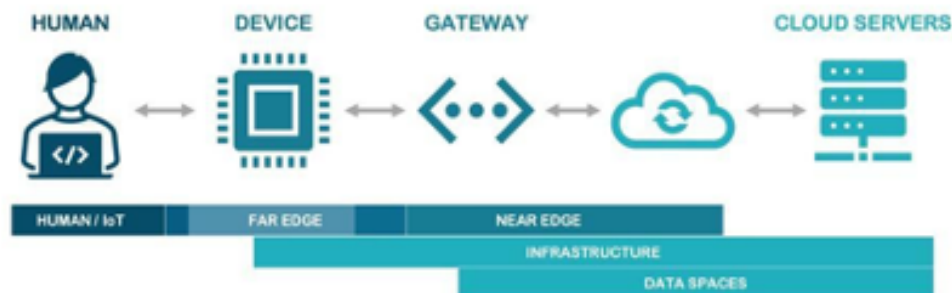 HUMAN DEVICE GATEWAY CLOUD SERVERS
</>
HUMAN / IoT FAR EDGE NEAR EDGE
INFRASTRUCTURE
DATA SPACES